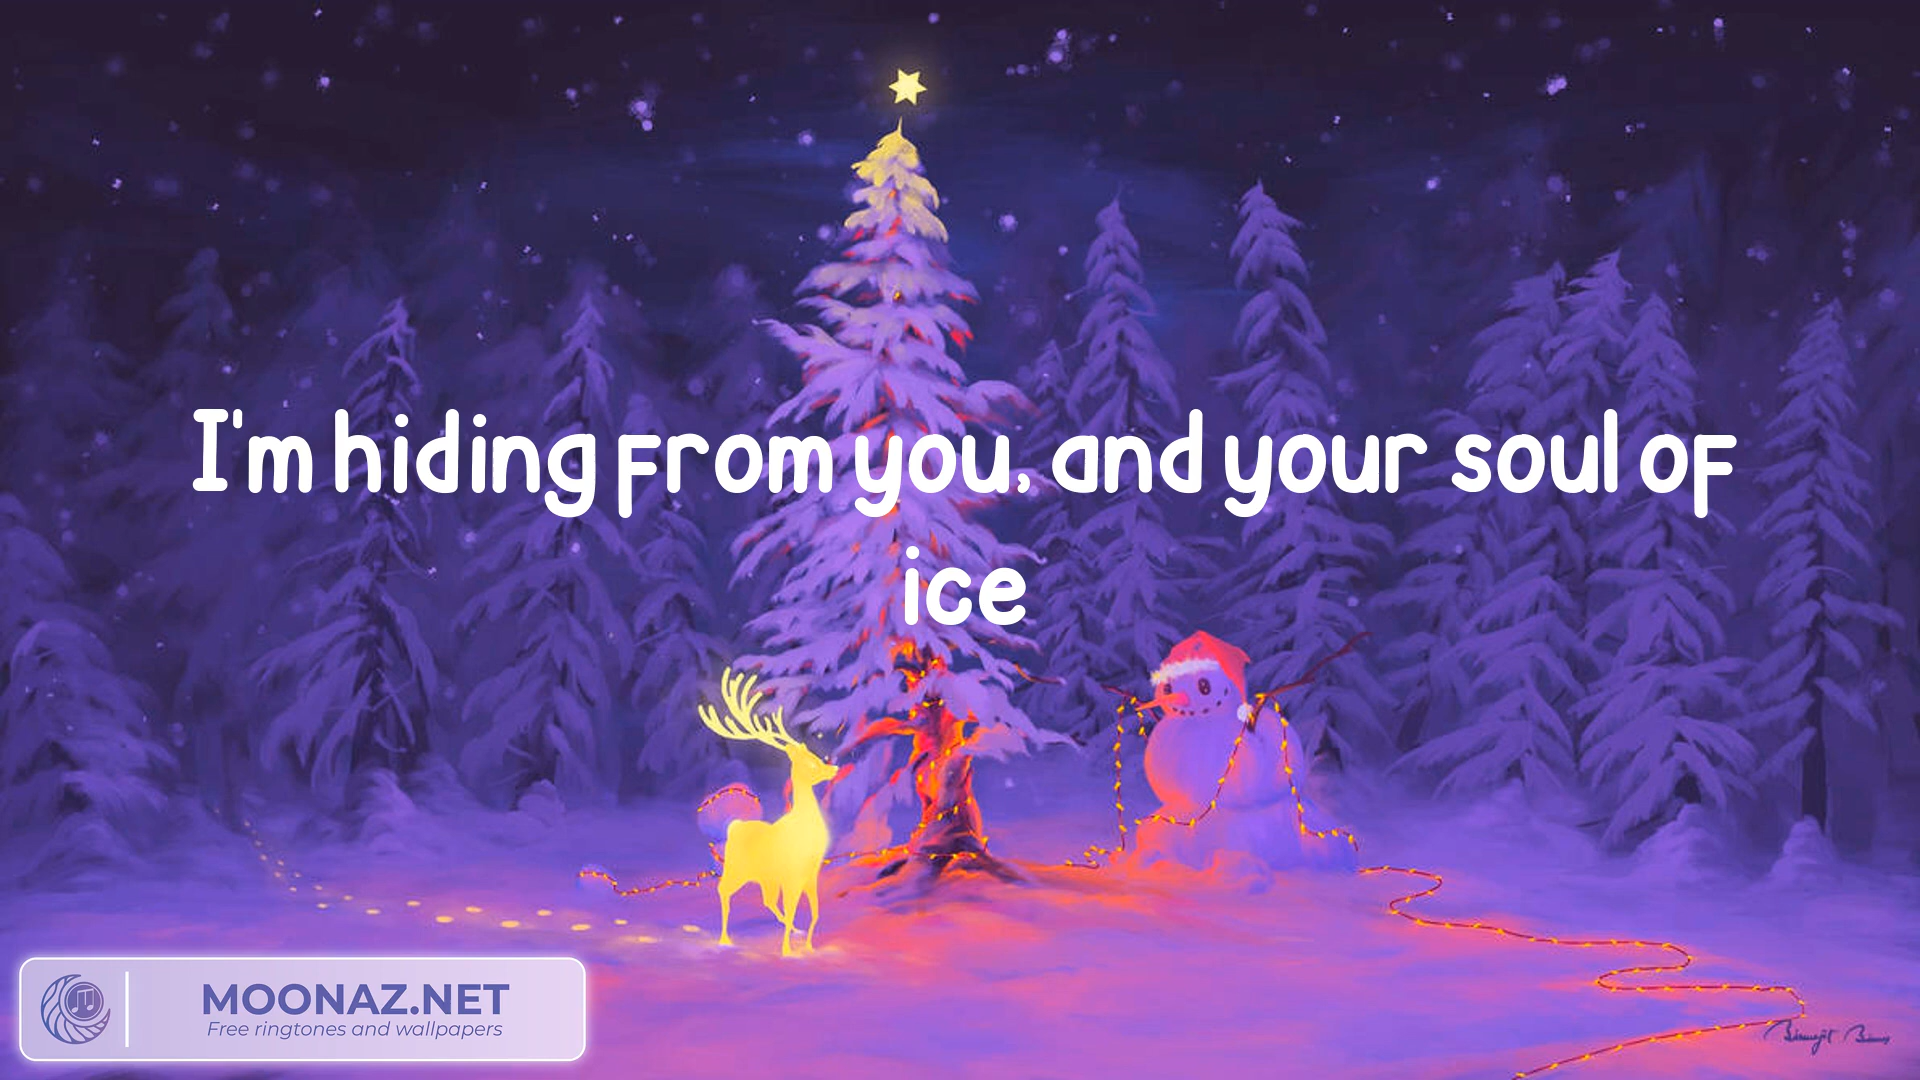 I'm hiding from you, and your soul of
ice
MOONAZ.NET
Free ringtones and wallpapers